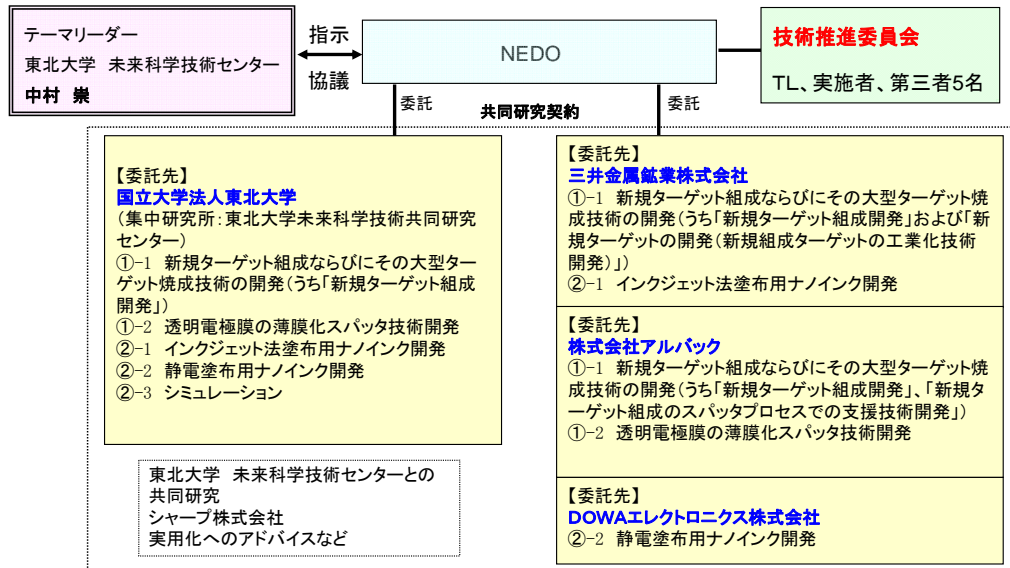 テーマリーダー
東北大学 未来科学技術センター
中村 崇
指示
協議
NEDO
技術推進委員会
TL、実施者、第三者5名
委託
共同研究契約
委託
【委託先】
国立大学法人東北大学
(集中研究所:東北大学未来科学技術共同研究
センター)
①-1 新規ターゲット組成ならびにその大型ター
ゲット焼成技術の開発(うち「新規ターゲット組成
開発」)
①-2 透明電極膜の薄膜化スパッタ技術開発
②-1 インクジェット法塗布用ナノインク開発
②-2 静電塗布用ナノインク開発
②-3 シミュレーション
東北大学 未来科学技術センターとの
共同研究
シャープ株式会社
実用化へのアドバイスなど
【委託先】
三井金属鉱業株式会社
①-1 新規ターゲット組成ならびにその大型ターゲット焼
成技術の開発(うち「新規ターゲット組成開発」および「新
規ターゲットの開発(新規組成ターゲットの工業化技術
開発)」)
②-1 インクジェット法塗布用ナノインク開発
【委託先】
株式会社アルバック
①-1 新規ターゲット組成ならびにその大型ターゲット焼
成技術の開発(うち「新規ターゲット組成開発」、「新規タ
ーゲット組成のスパッタプロセスでの支援技術開発」)
①-2 透明電極膜の薄膜化スパッタ技術開発
【委託先】
DOWAエレクトロニクス株式会社
②-2 静電塗布用ナノインク開発